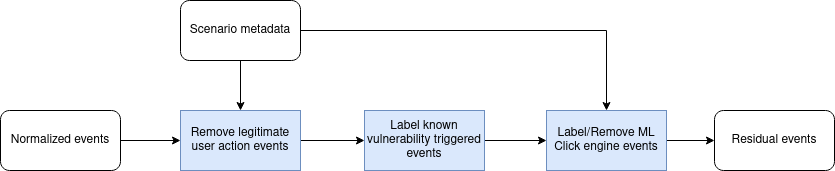 Scenario metadata
Normalized events
Remove legitimate
user action events
Label known
vulnerability triggered
events
Label/Remove ML
Click engine events
Residual events